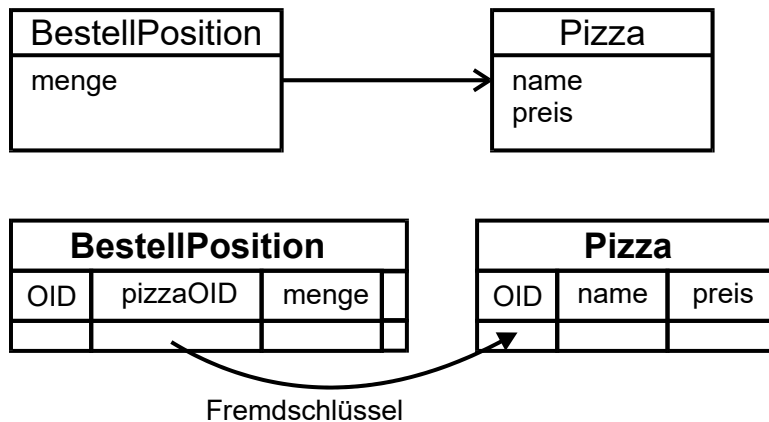 BestellPosition
menge
Pizza
name
preis
BestellPosition
OID pizzaOID menge
Pizza
OID name preis
Fremdschlüssel